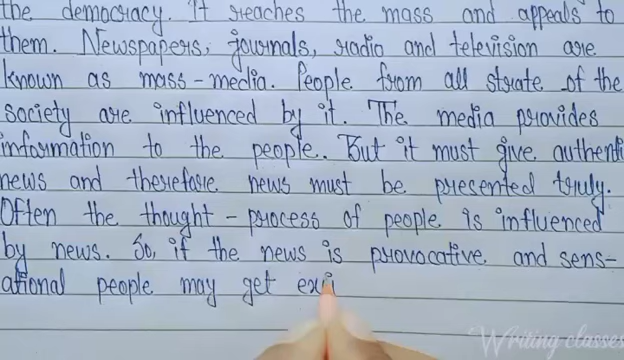 the democracy. It reaches the mass and appeals to
them. Newspapers, journals, radio and television are
known as mass-media. People from all strate of the
society are influenced by it. The media provides
information to the people. But it must give authenti
news and therefore news must be presented truly.
Often the thought-process of people is influenced
by news. So, if the news is provocative and sens-
ational people may get exi
Writing classes